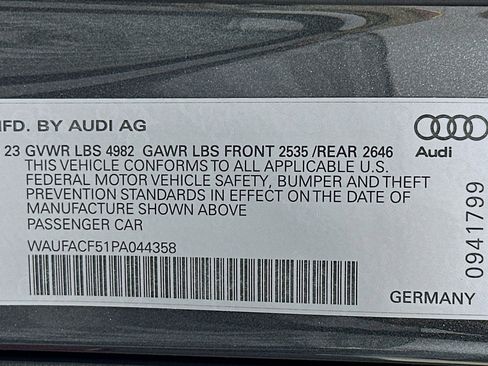 MFD. BY AUDI AG
23 GVWR LBS 4982 GAWR LBS FRONT 2535 /REAR 2646
THIS VEHICLE CONFORMS TO ALL APPLICABLE U.S.
FEDERAL MOTOR VEHICLE SAFETY, BUMPER AND THEFT
PREVENTION STANDARDS IN EFFECT ON THE DATE OF
MANUFACTURE SHOWN ABOVE
PASSENGER CAR
WAUFACF51PA044358
Audi
0941799
GERMANY